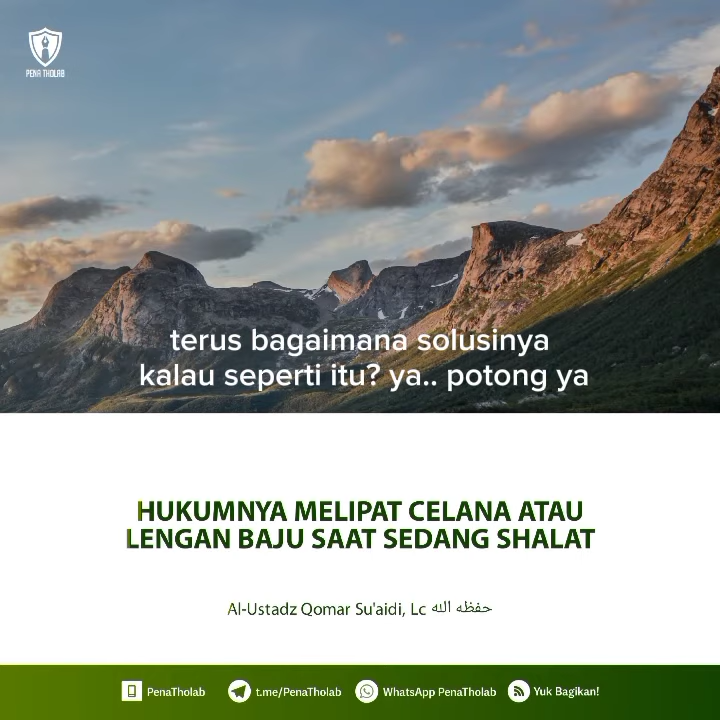 PENA THOLAB
terus bagaimana solusinya
kalau seperti itu? ya.. potong ya
HUKUMNYA MELIPAT CELANA ATAU
LENGAN BAJU SAAT SEDANG SHALAT
Al-Ustadz Qomar Su'aidi, Lc حفظه الله
PenaTholab t.me/PenaTholab WhatsApp PenaTholab Yuk Bagikan!